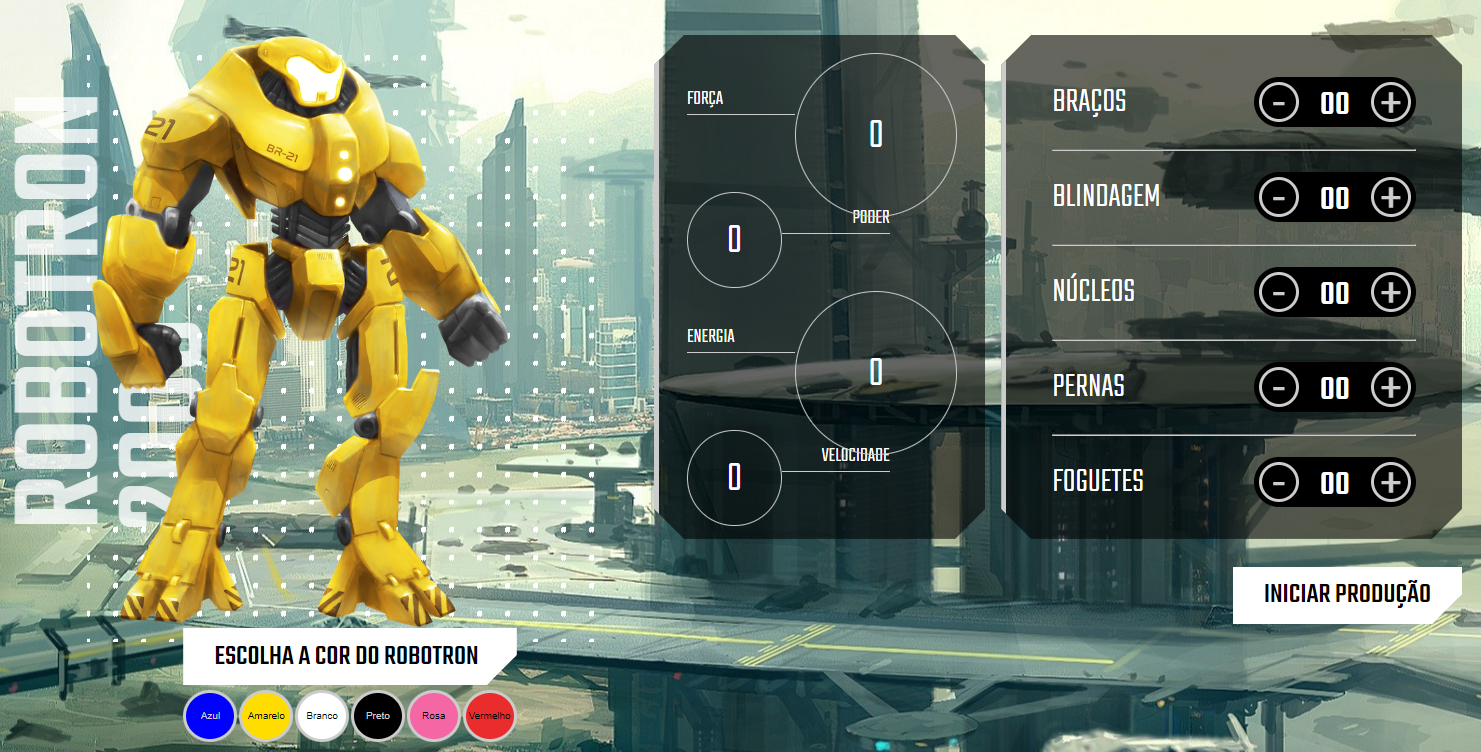 ROBOTRON
2000
21
BR-21
21
2
FORÇA
0
PODER
0
ENERGIA
0
VELOCIDADE
0
BRAÇOS
- 00 +
BLINDAGEM
- 00 +
NÚCLEOS
- 00 +
PERNAS
- 00 +
FOGUETES
- 00 +
INICIAR PRODUÇÃO
ESCOLHA A COR DO ROBOTRON
Azul Amarelo Branco Preto Rosa Vermelho